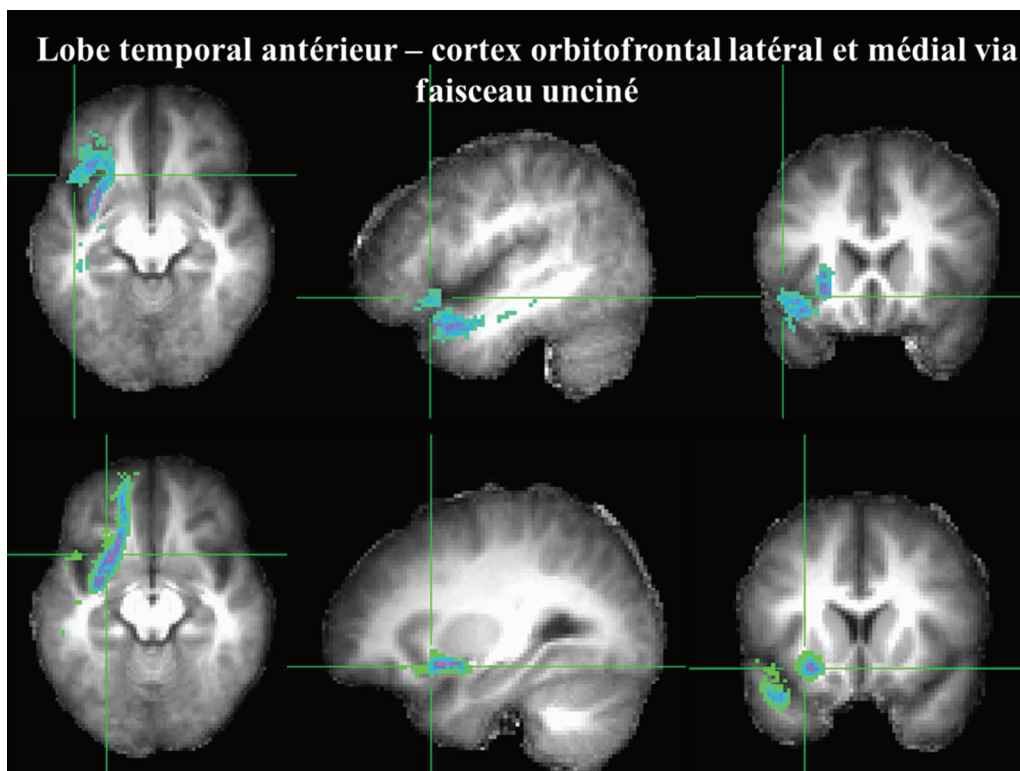 Lobe temporal antérieur – cortex orbitofrontal latéral et médial via
faisceau unciné